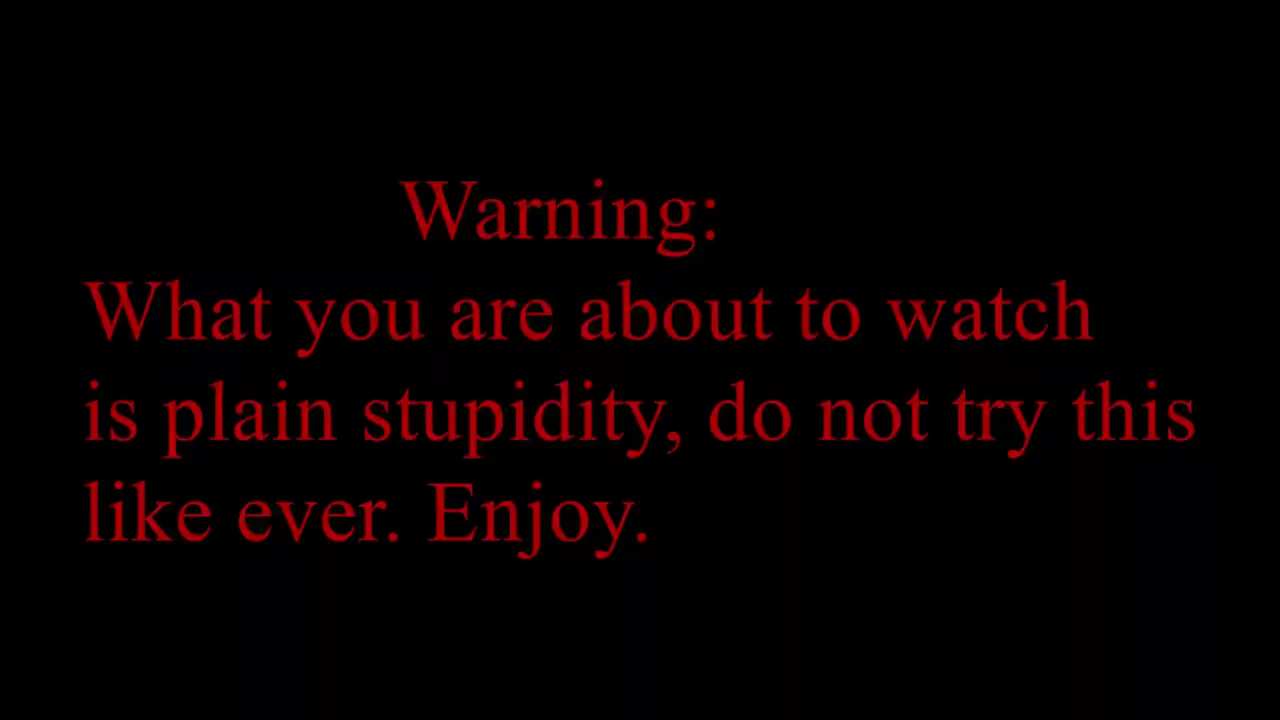 Warning:
What you are about to watch
is plain stupidity, do not try this
like ever. Enjoy.